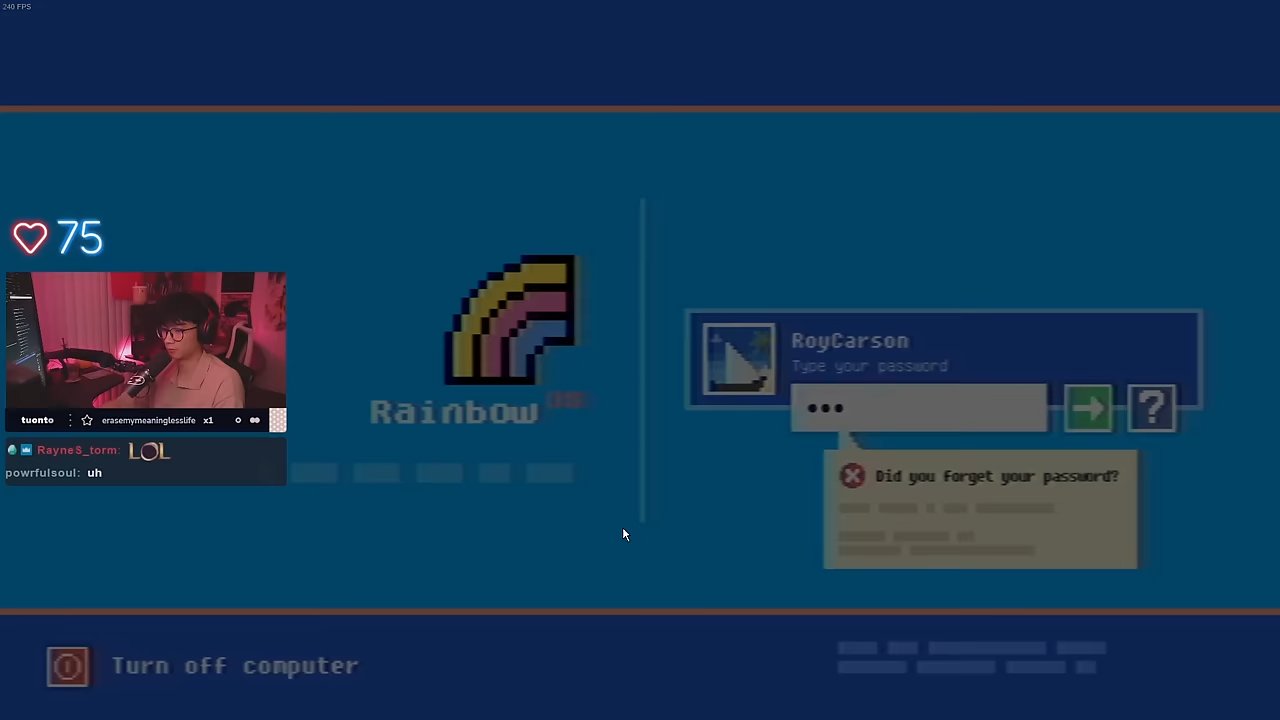 240 FPS
75
tuonto
erasemymeaninglesslife x1
RayneS_torm: LOL
powrfulsoul: uh
Rainbow
RoyCarson
Type your password
•••
?
Did you forget your password?
Turn off computer